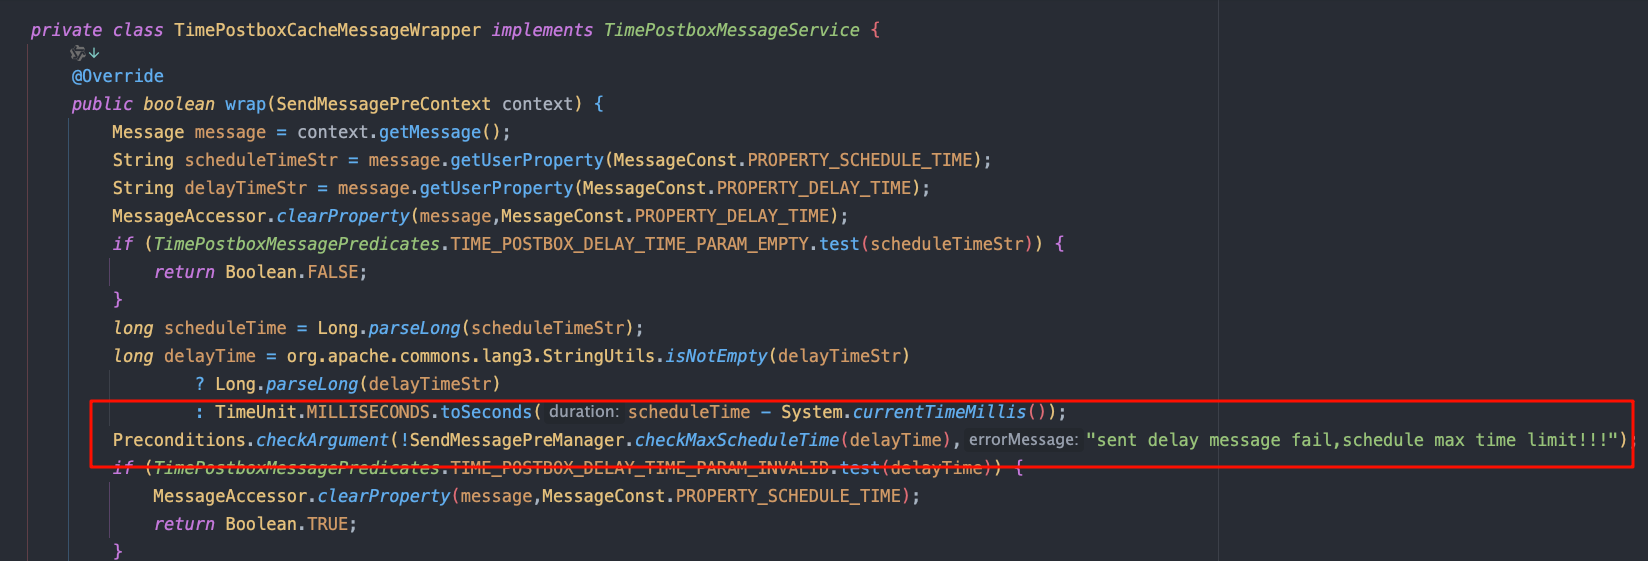 private class TimePostboxCacheMessageWrapper implements TimePostboxMessageService {
@Override
public boolean wrap(SendMessagePreContext context) {
Message message = context.getMessage();
String scheduleTimeStr = message.getUserProperty(MessageConst.PROPERTY_SCHEDULE_TIME);
String delayTimeStr = message.getUserProperty(MessageConst.PROPERTY_DELAY_TIME);
MessageAccessor.clearProperty(message,MessageConst.PROPERTY_DELAY_TIME);
if (TimePostboxMessagePredicates.TIME_POSTBOX_DELAY_TIME_PARAM_EMPTY.test(scheduleTimeStr)) {
return Boolean.FALSE;
}
long scheduleTime = Long.parseLong(scheduleTimeStr);
long delayTime = org.apache.commons.lang3.StringUtils.isNotEmpty(delayTimeStr)
? Long.parseLong(delayTimeStr)
: TimeUnit.MILLISECONDS.toSeconds( duration: scheduleTime - System.currentTimeMillis());
Preconditions.checkArgument(!SendMessagePreManager.checkMaxScheduleTime(delayTime), errorMessage: "sent delay message fail,schedule max time limit!!!");
if (TimePostboxMessagePredicates.TIME_POSTBOX_DELAY_TIME_PARAM_INVALID.test(delayTime)) {
MessageAccessor.clearProperty(message,MessageConst.PROPERTY_SCHEDULE_TIME);
return Boolean.TRUE;
}